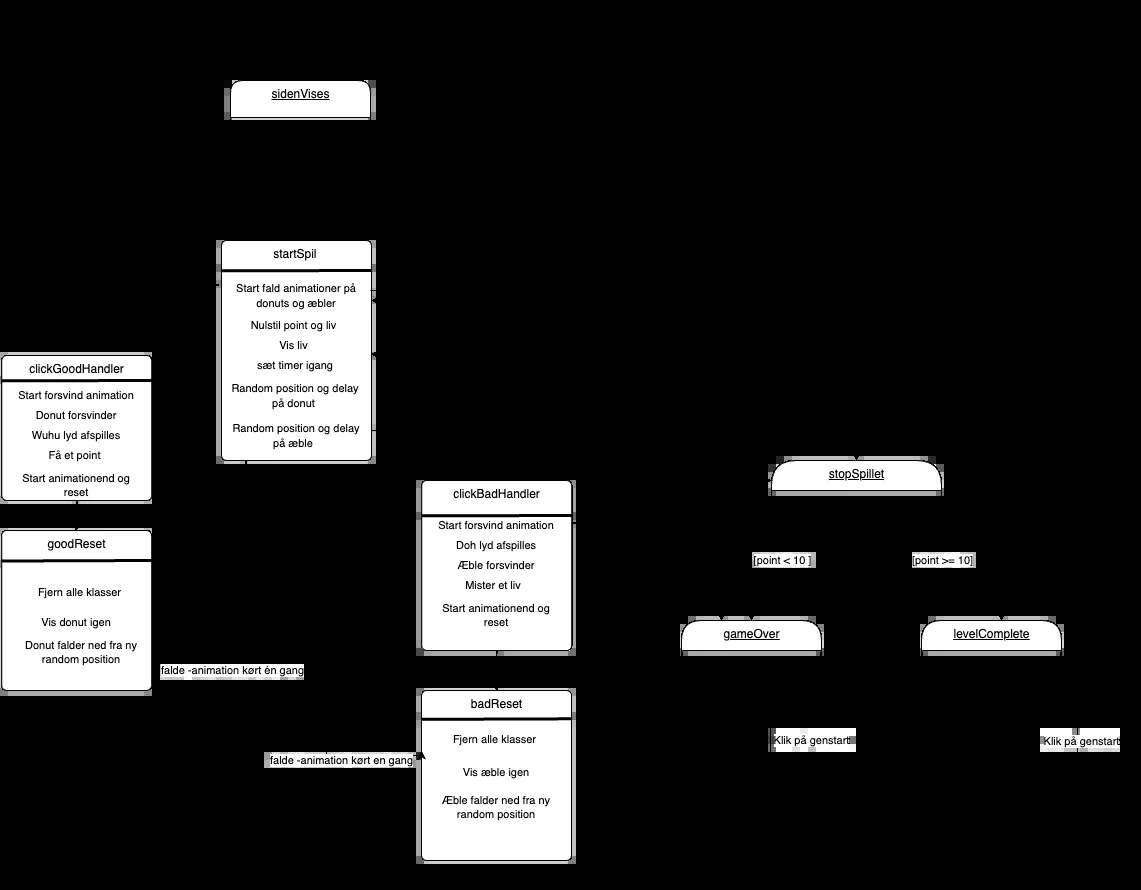 sidenVises
startSpil
Start fald animationer på
donuts og æbler
Nulstil point og liv
Vis liv
sæt timer igang
Random position og delay
på donut
Random position og delay
på æble
clickGoodHandler
Start forsvind animation
Donut forsvinder
Wuhu lyd afspilles
Få et point
Start animationend og
reset
goodReset
Fjern alle klasser
Vis donut igen
Donut falder ned fra ny
random position
falde -animation kørt én gang
clickBadHandler
Start forsvind animation
Doh lyd afspilles
Æble forsvinder
Mister et liv
Start animationend og
reset
badReset
Fjern alle klasser
Vis æble igen
Æble falder ned fra ny
random position
falde -animation kørt en gang
stopSpillet
[point < 10 ]
[point >= 10]
gameOver
levelComplete
Klik på genstart
Klik på genstart